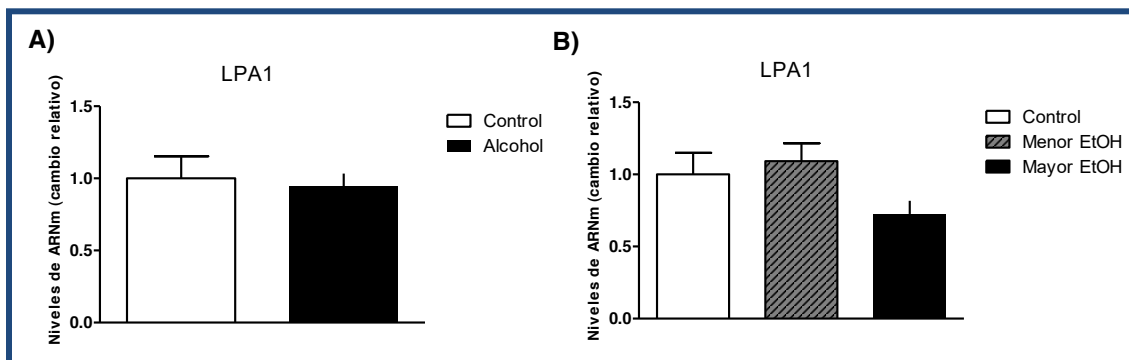 A)
LPA1
Niveles de ARNm (cambio relativo)
1.5
1.0
0.5
0.0
Control
Alcohol
B)
LPA1
Niveles de ARNm (cambio relativo)
1.5
1.0
0.5
0.0
Control
Menor EtOH
Mayor EtOH